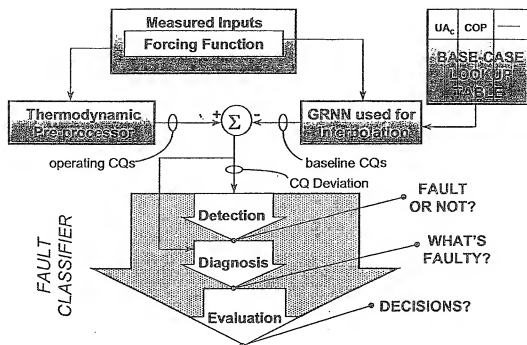 Measured Inputs
Forcing Function
UAc COP
BASE-CASE
LOOKUP
TABLE
Thermodynamic
Pre-processor
+
Σ
-
GRNN used for
Interpolation
operating CQs
baseline CQs
CQ Deviation
Detection
FAULT
OR NOT?
Diagnosis
WHAT'S
FAULTY?
Evaluation
DECISIONS?
FAULT
CLASSIFIER